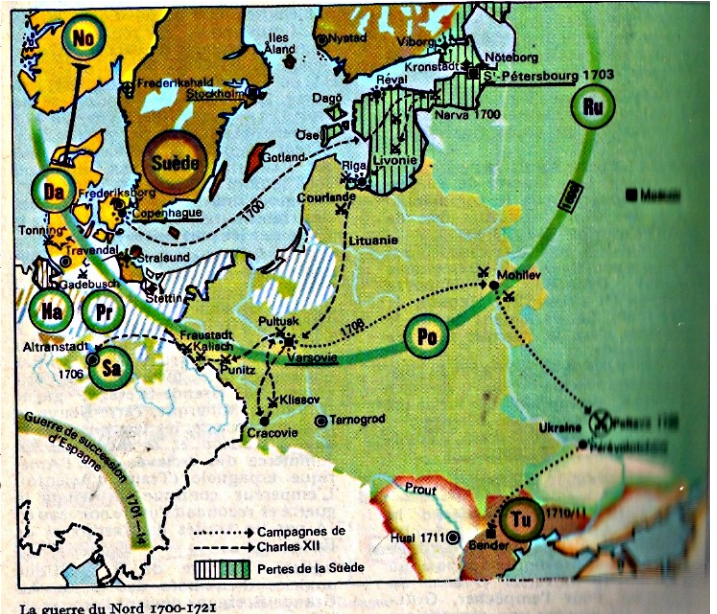 No
Iles
Åland
Nystad
Viborg
Kronstadt
Nöteborg
St-Pétersbourg 1703
Frederikshald
Stockholm
Réval
Narva 1700
Dagö
Ösel
Ru
Suède
Gotland
Riga
Livonie
Da
Frederiksborg
Copenhague
1700
Courlande
Tonning
Travendal
Stralsund
Lituanie
Gadebusch
Stettin
Mohilev
Ha
Pr
Pultusk
1708
Po
Altranstadt
Fraustadt
Kalisch
Varsovie
1706
Sa
Punitz
Klissov
Cracovie
Tarnogrod
Ukraine
Guerre de succession
d'Espagne
1701-14
Prout
Tu
1710/11
Husi 1711
Bender
Campagnes de
Charles XII
Pertes de la Suède
La guerre du Nord 1700-1721